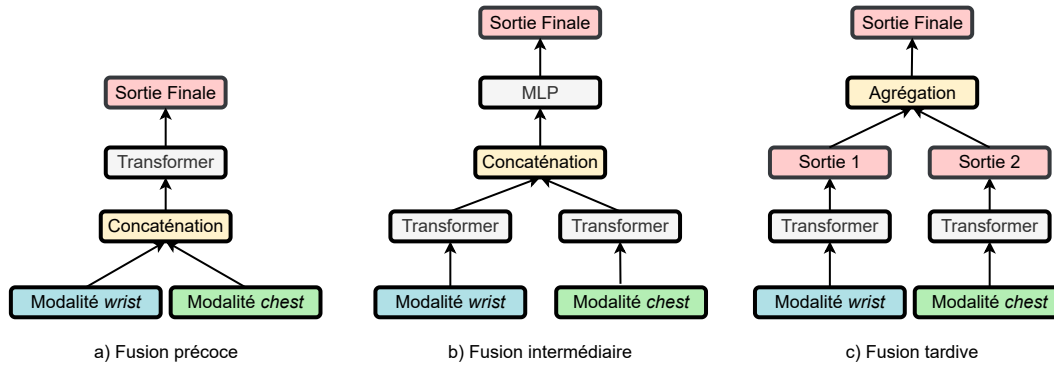 Sortie Finale
Transformer
Concaténation
Modalité wrist
Modalité chest
a) Fusion précoce
Sortie Finale
MLP
Concaténation
Transformer
Transformer
Modalité wrist
Modalité chest
b) Fusion intermédiaire
Sortie Finale
Agrégation
Sortie 1
Sortie 2
Transformer
Transformer
Modalité wrist
Modalité chest
c) Fusion tardive